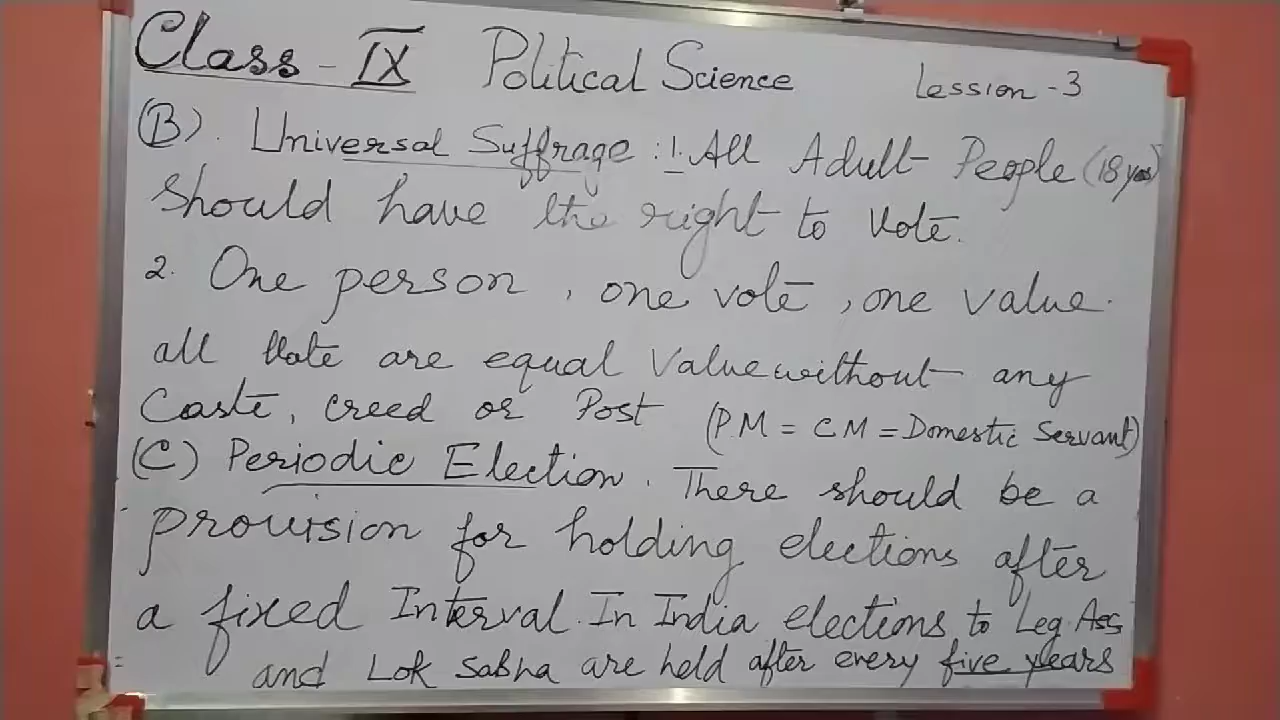 Class - IX Political Science Lession - 3
(B). Universal Suffrage : 1. All Adult People (18 years)
should have the right to Vote.
2. One person, one vote, one value.
all Vote are equal Value without any
Caste, creed or Post (P.M = C M = Domestic Servant)
(C) Periodic Election. There should be a
provision for holding elections after
a fixed Interval. In India elections to Leg. Ass
and Lok Sabha are held after every five years